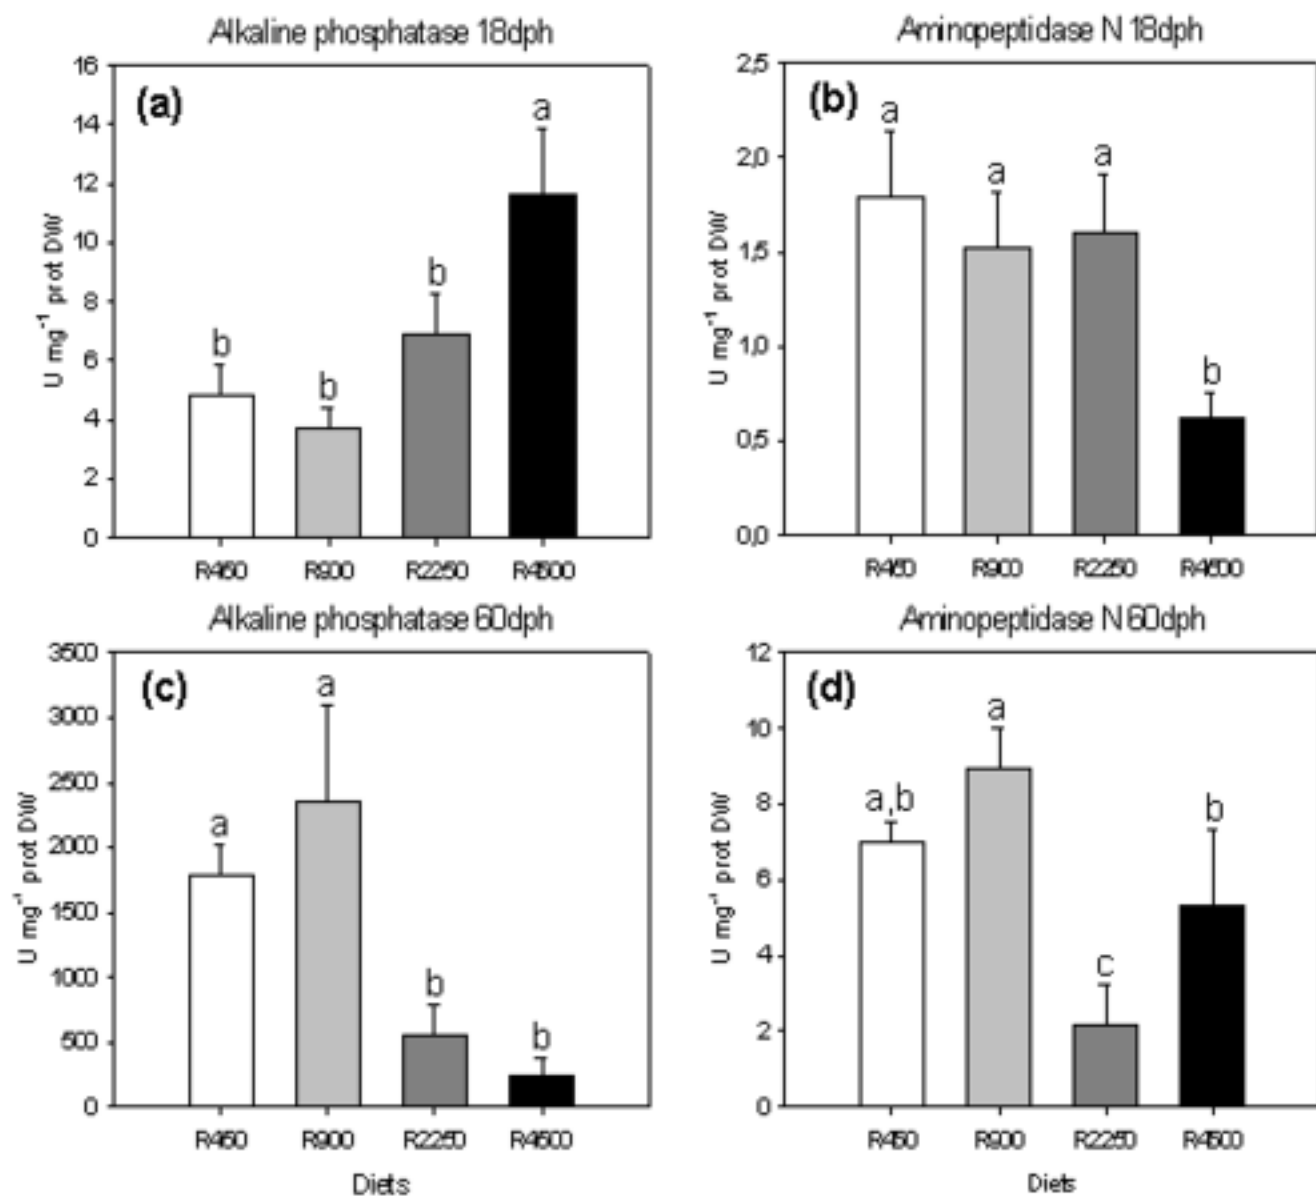 Alkaline phosphatase 18dph
(a)
U mg⁻¹ prot DW
16
14
12
10
8
6
4
2
0
b
b
b
a
R450
R900
R2250
R4500
Aminopeptidase N 18dph
(b)
U mg⁻¹ prot DW
2,5
2,0
1,5
1,0
0,5
0,0
a
a
a
b
R450
R900
R2250
R4500
Alkaline phosphatase 60dph
(c)
U mg⁻¹ prot DW
3500
3000
2500
2000
1500
1000
500
0
a
a
b
b
R450
R900
R2250
R4500
Diets
Aminopeptidase N 60dph
(d)
U mg⁻¹ prot DW
12
10
8
6
4
2
0
a,b
a
c
b
R450
R900
R2250
R4500
Diets